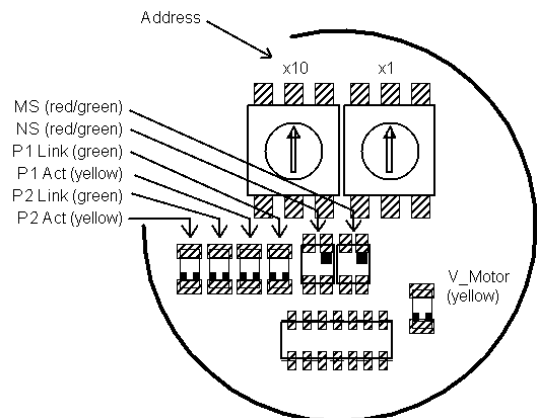 Address
x10
x1
MS (red/green)
NS (red/green)
P1 Link (green)
P1 Act (yellow)
P2 Link (green)
P2 Act (yellow)
V_Motor
(yellow)